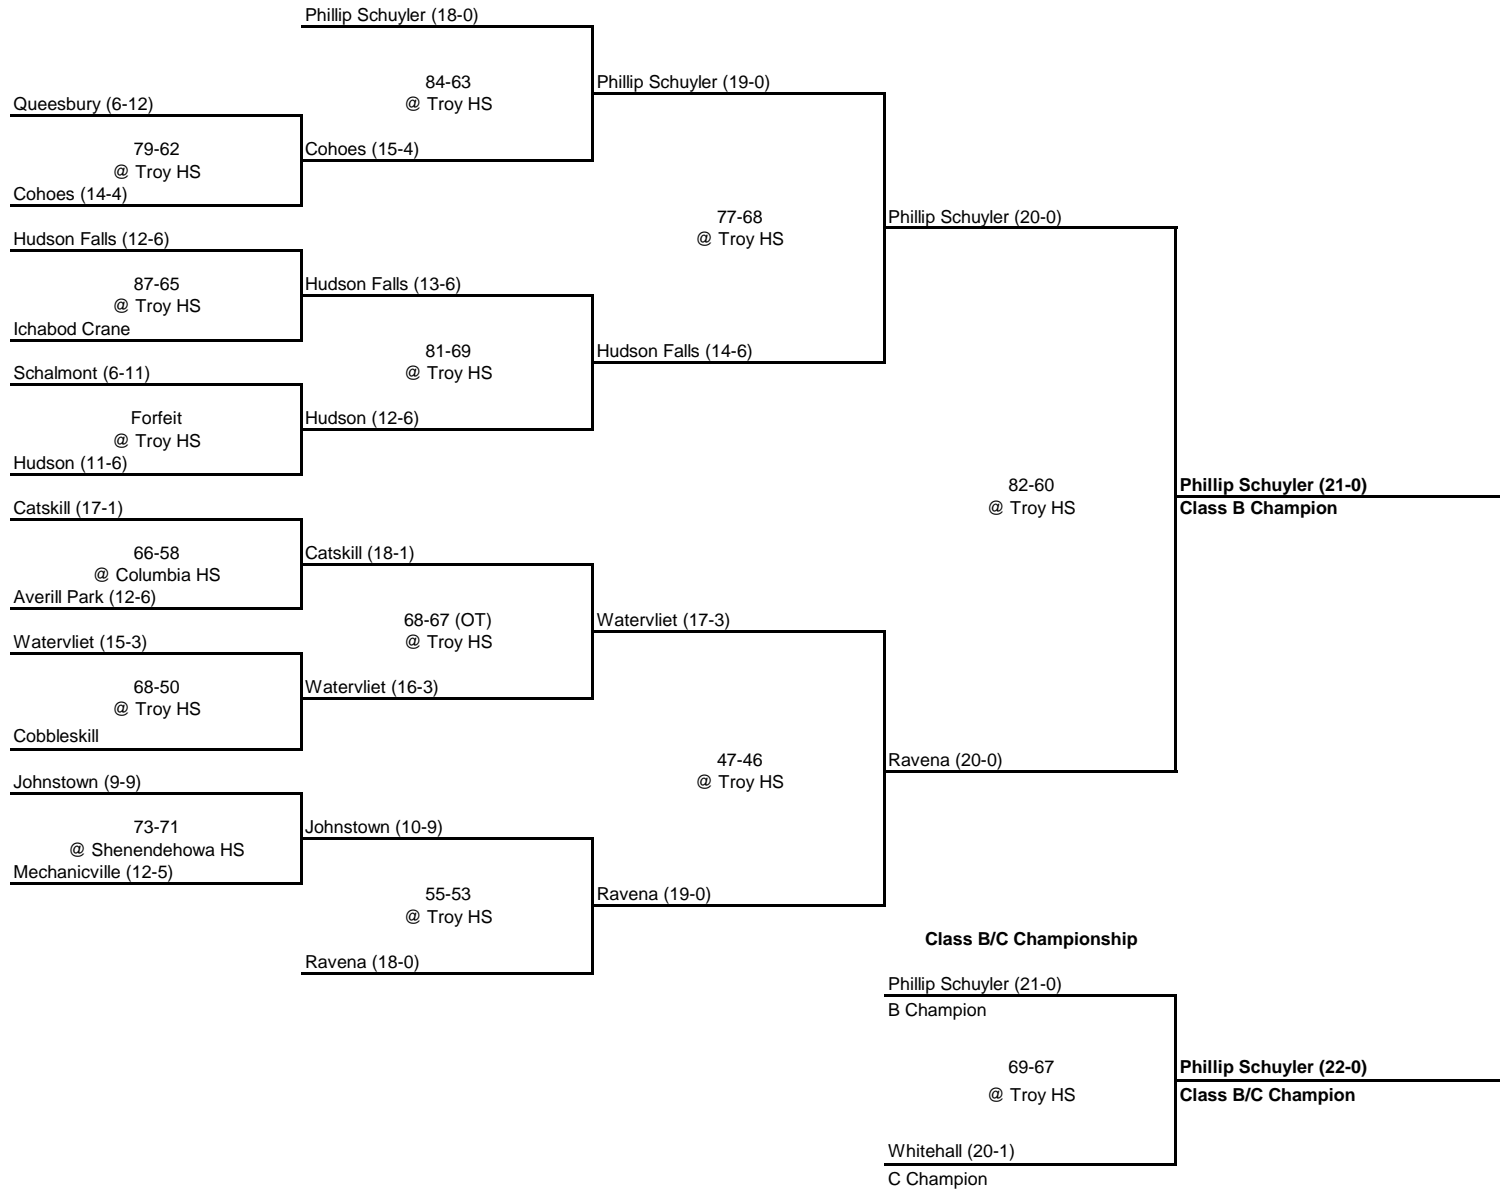 Phillip Schuyler (18-0)
84-63
@ Troy HS
Phillip Schuyler (19-0)
Queesbury (6-12)
79-62
@ Troy HS
Cohoes (15-4)
Cohoes (14-4)
77-68
@ Troy HS
Phillip Schuyler (20-0)
Hudson Falls (12-6)
87-65
@ Troy HS
Hudson Falls (13-6)
Ichabod Crane
81-69
@ Troy HS
Hudson Falls (14-6)
Schalmont (6-11)
Forfeit
@ Troy HS
Hudson (12-6)
Hudson (11-6)
82-60
@ Troy HS
Phillip Schuyler (21-0)
Class B Champion
Catskill (17-1)
66-58
@ Columbia HS
Catskill (18-1)
Averill Park (12-6)
68-67 (OT)
@ Troy HS
Watervliet (17-3)
Watervliet (15-3)
68-50
@ Troy HS
Watervliet (16-3)
Cobbleskill
47-46
@ Troy HS
Ravena (20-0)
Johnstown (9-9)
73-71
@ Shenendehowa HS
Johnstown (10-9)
Mechanicville (12-5)
55-53
@ Troy HS
Ravena (19-0)
Ravena (18-0)
Class B/C Championship
Phillip Schuyler (21-0)
B Champion
69-67
@ Troy HS
Phillip Schuyler (22-0)
Class B/C Champion
Whitehall (20-1)
C Champion